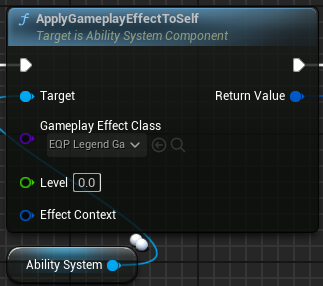 f ApplyGameplayEffectToSelf
Target is Ability System Component
Target
Return Value
Gameplay Effect Class
EQP Legend Ga
Level 0.0
Effect Context
Ability System